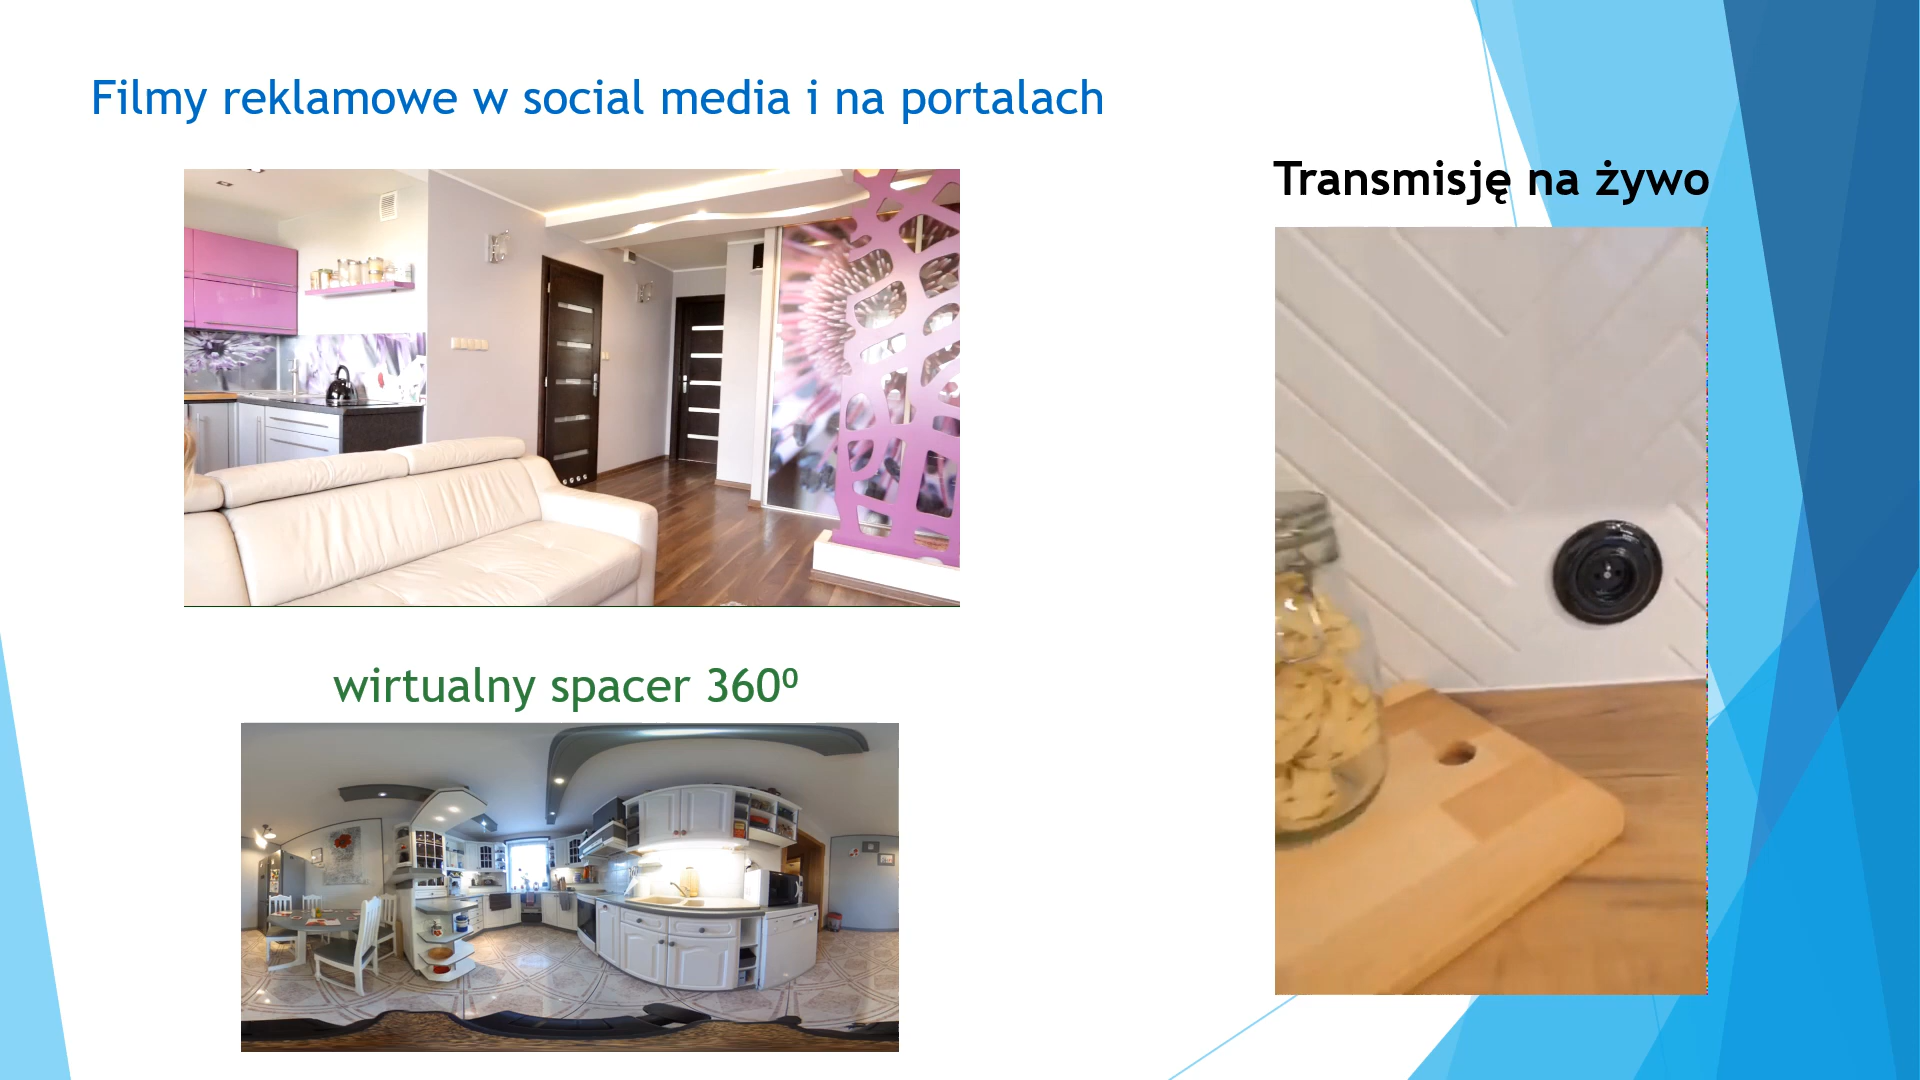 Filmy reklamowe w social media i na portalach
Transmisję na żywo
wirtualny spacer 360⁰